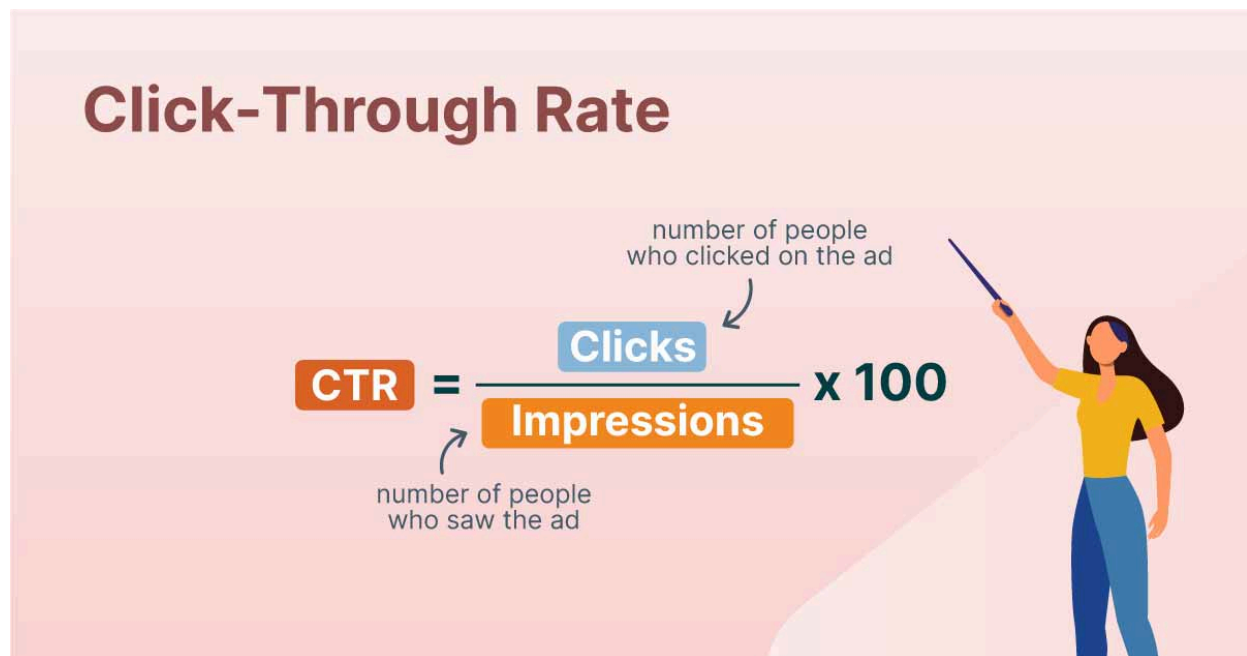 Click-Through Rate
number of people
who clicked on the ad
Clicks
CTR = x 100
Impressions
number of people
who saw the ad